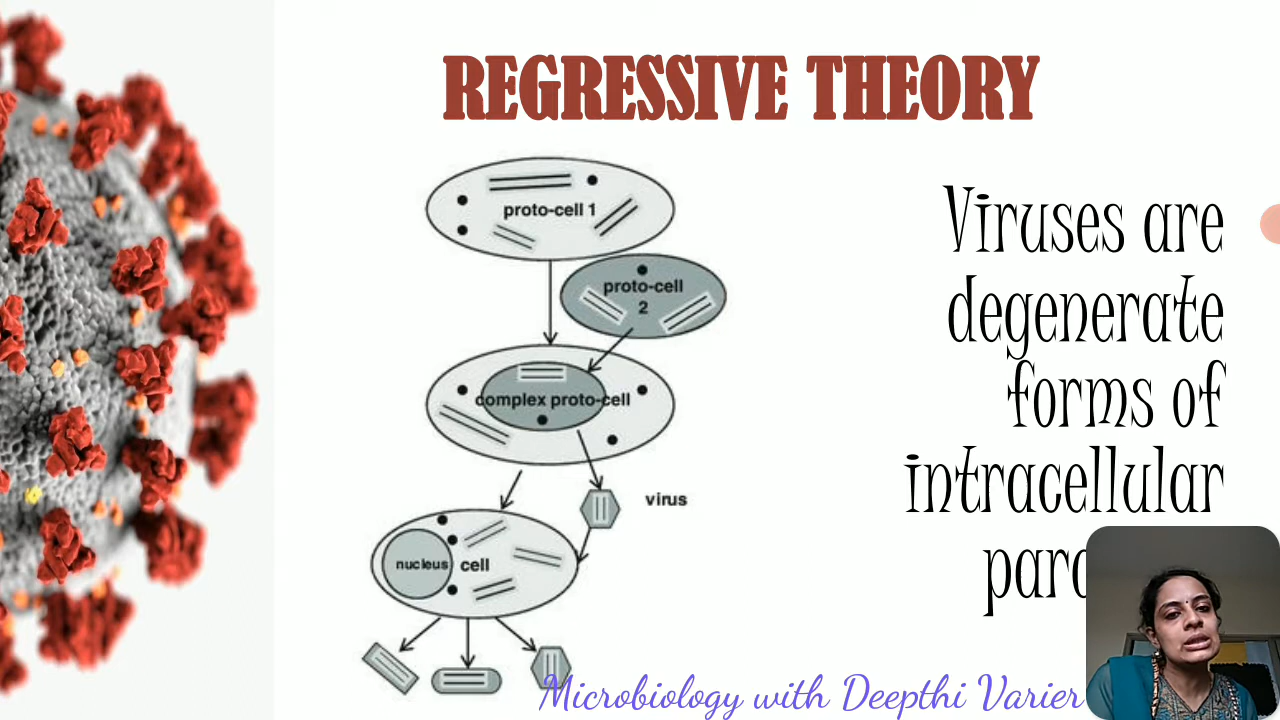 REGRESSIVE THEORY
proto-cell 1
proto-cell
2
complex proto-cell
virus
nucleus
cell
Viruses are
degenerate
forms of
intracellular
Microbiology with Deepthi Varier